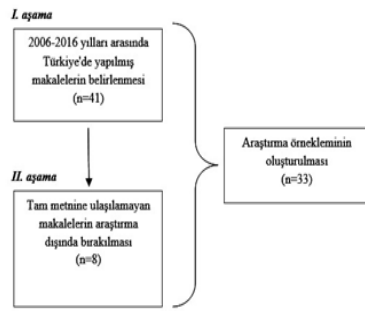 I. aşama
2006-2016 yılları arasında
Türkiye'de yapılmış
makalelerin belirlenmesi
(n=41)
II. aşama
Tam metnine ulaşılamayan
makalelerin araştırma
dışında bırakılması
(n=8)
Araştırma örnekleminin
oluşturulması
(n=33)